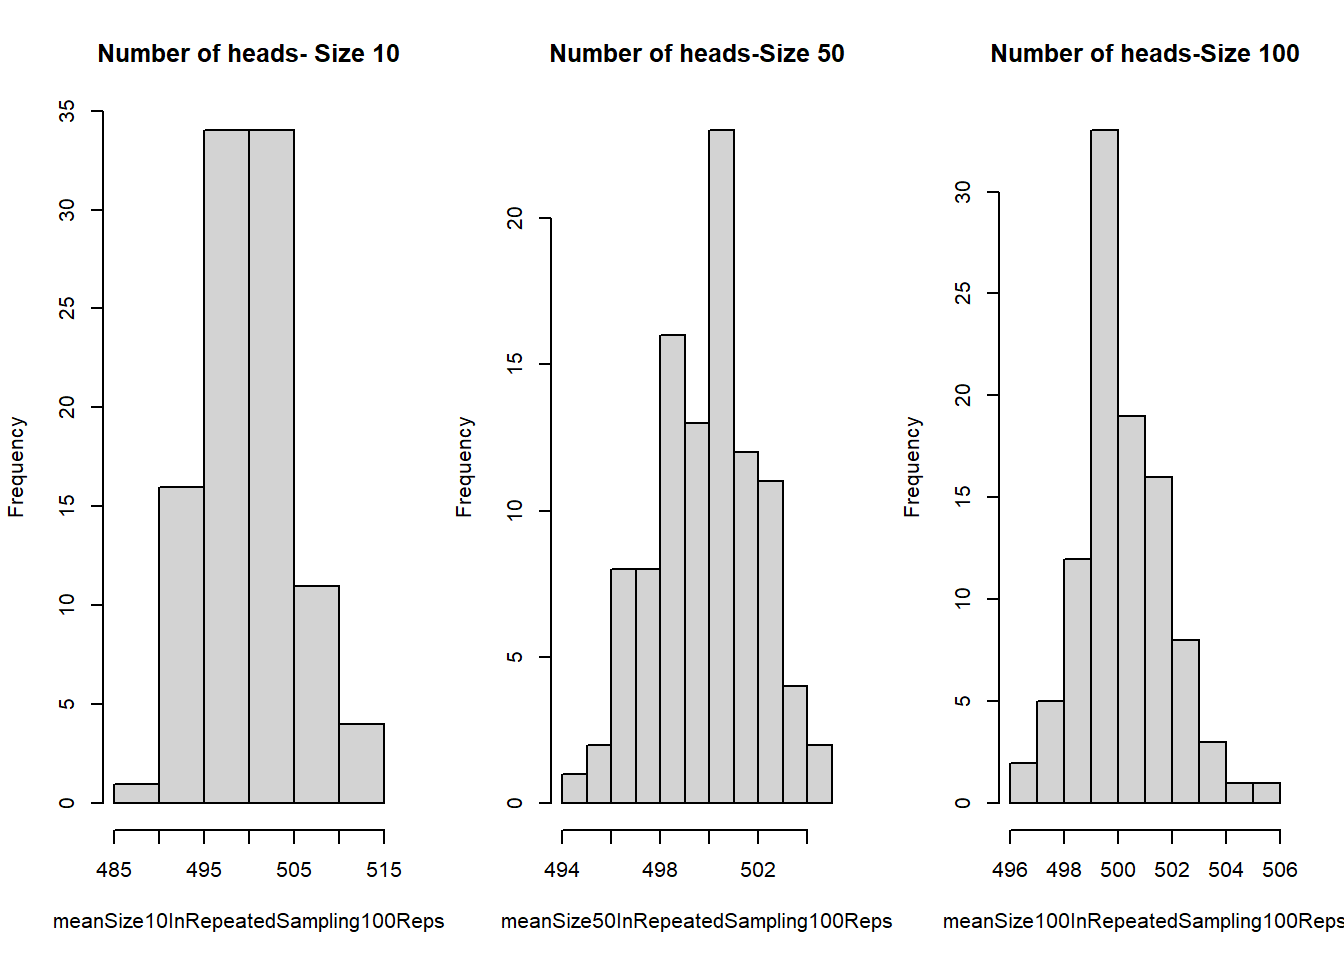 Number of heads- Size 10
Frequency
35
30
25
20
15
10
5
0
485 495 505 515
meanSize10InRepeatedSampling100Reps
Number of heads-Size 50
Frequency
20
15
10
5
0
494 498 502
meanSize50InRepeatedSampling100Reps
Number of heads-Size 100
Frequency
30
25
20
15
10
5
0
496 498 500 502 504 506
meanSize100InRepeatedSampling100Reps